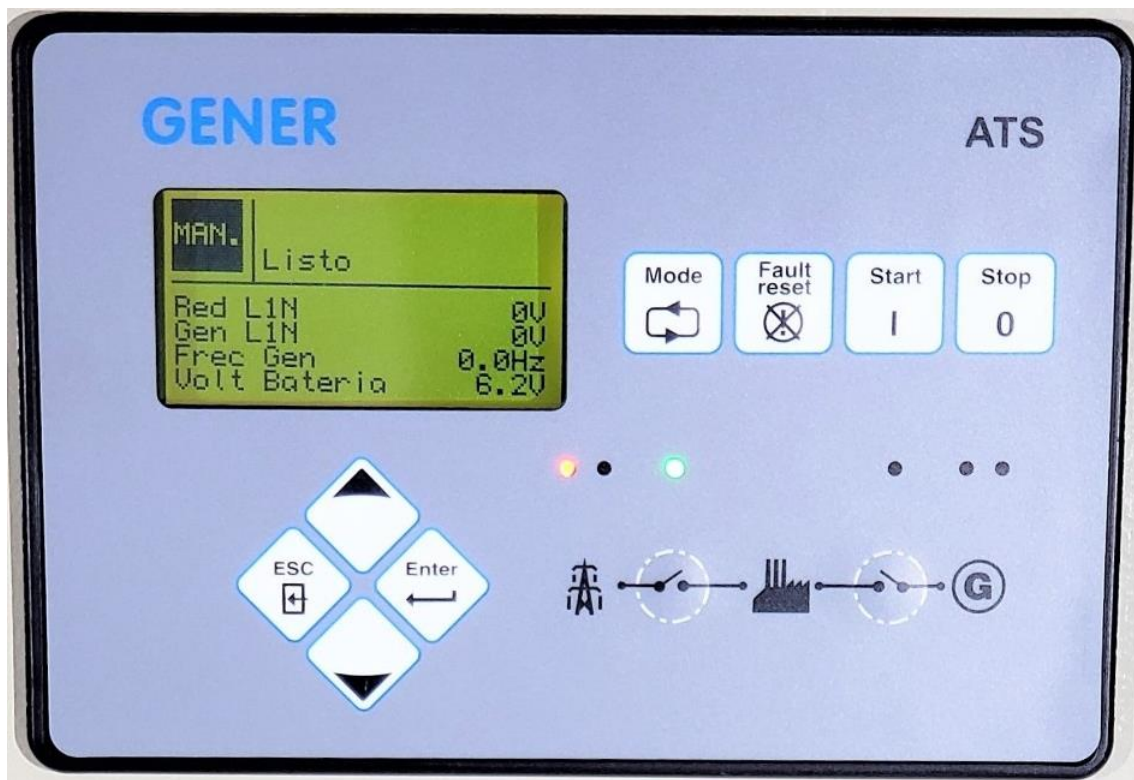 GENER
ATS
MAN.
Listo
Red L1N 0V
Gen L1N 0V
Frec Gen 0.0Hz
Volt Bateria 6.2V
Mode
Fault
reset
Start
I
Stop
0
ESC
Enter
G